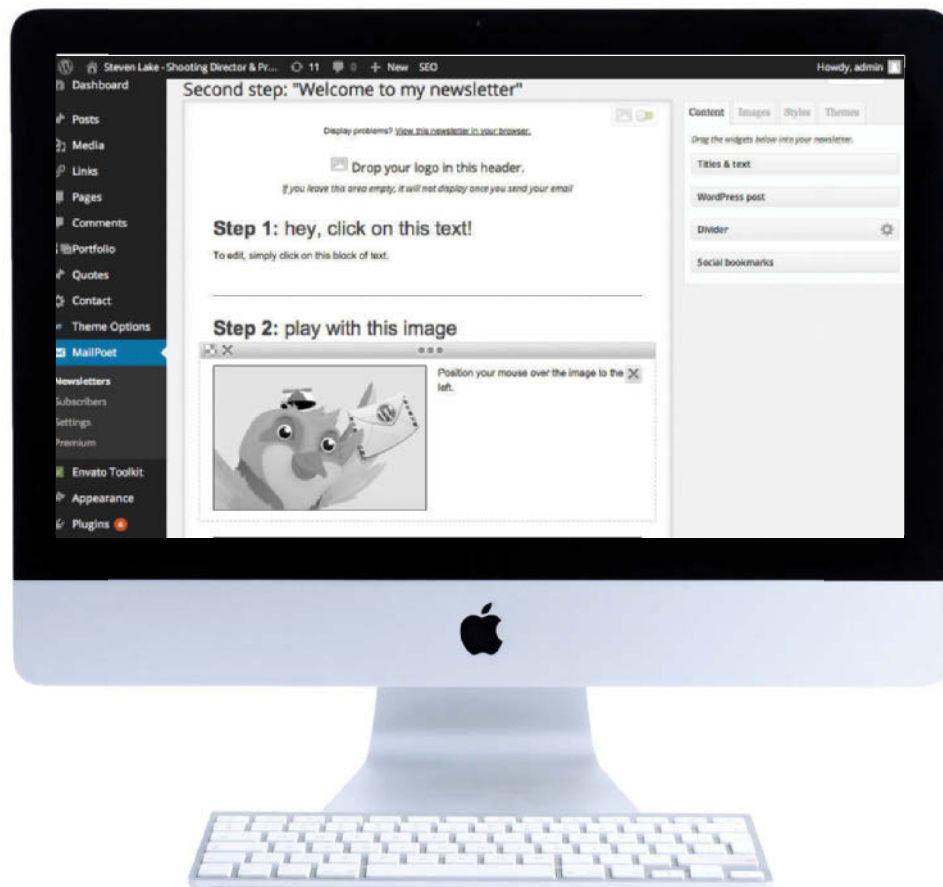 Steven Lake - Shooting Director & Pr... 11 0 + New SEO Howdy, admin
Dashboard
Posts
Media
Links
Pages
Comments
Portfolio
Quotes
Contact
Theme Options
MailPoet
Newsletters
Subscribers
Settings
Premium
Envato Toolkit
Appearance
Plugins 4
Second step: "Welcome to my newsletter"
Display problems? View this newsletter in your browser.
Drop your logo in this header.
If you leave this area empty, it will not display once you send your email
Step 1: hey, click on this text!
To edit, simply click on this block of text.
Step 2: play with this image
Position your mouse over the image to the
left.
Content Images Styles Themes
Drag the widgets below into your newsletter.
Titles & text
WordPress post
Divider
Social bookmarks